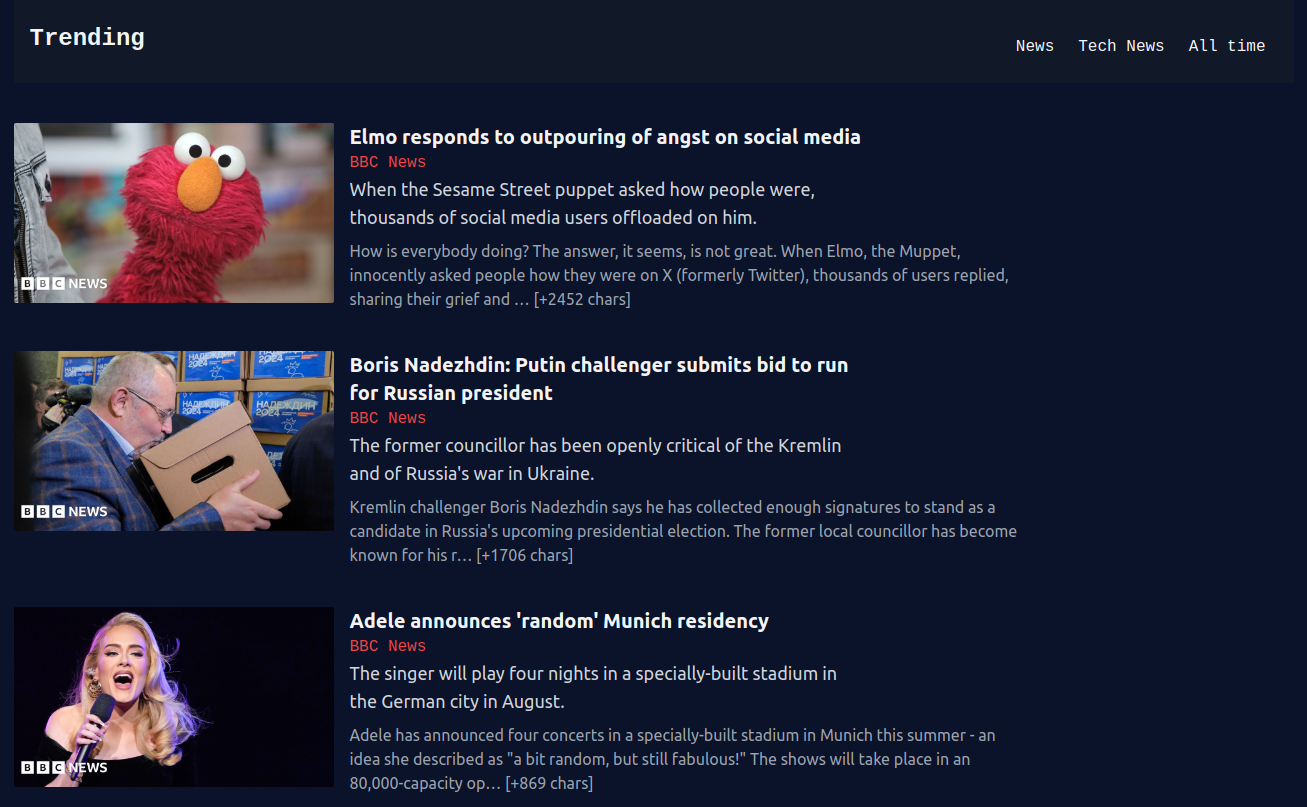 Trending
News Tech News All time
Elmo responds to outpouring of angst on social media
BBC News
When the Sesame Street puppet asked how people were,
thousands of social media users offloaded on him.
How is everybody doing? The answer, it seems, is not great. When Elmo, the Muppet,
innocently asked people how they were on X (formerly Twitter), thousands of users replied,
sharing their grief and … [+2452 chars]
BBC NEWS
Boris Nadezhdin: Putin challenger submits bid to run
for Russian president
BBC News
The former councillor has been openly critical of the Kremlin
and of Russia's war in Ukraine.
Kremlin challenger Boris Nadezhdin says he has collected enough signatures to stand as a
candidate in Russia's upcoming presidential election. The former local councillor has become
known for his r… [+1706 chars]
НАДЕЖДИН
2024
НАДЕЖДИН
2024
BBC NEWS
Adele announces 'random' Munich residency
BBC News
The singer will play four nights in a specially-built stadium in
the German city in August.
Adele has announced four concerts in a specially-built stadium in Munich this summer - an
idea she described as "a bit random, but still fabulous!" The shows will take place in an
80,000-capacity op… [+869 chars]
BBC NEWS